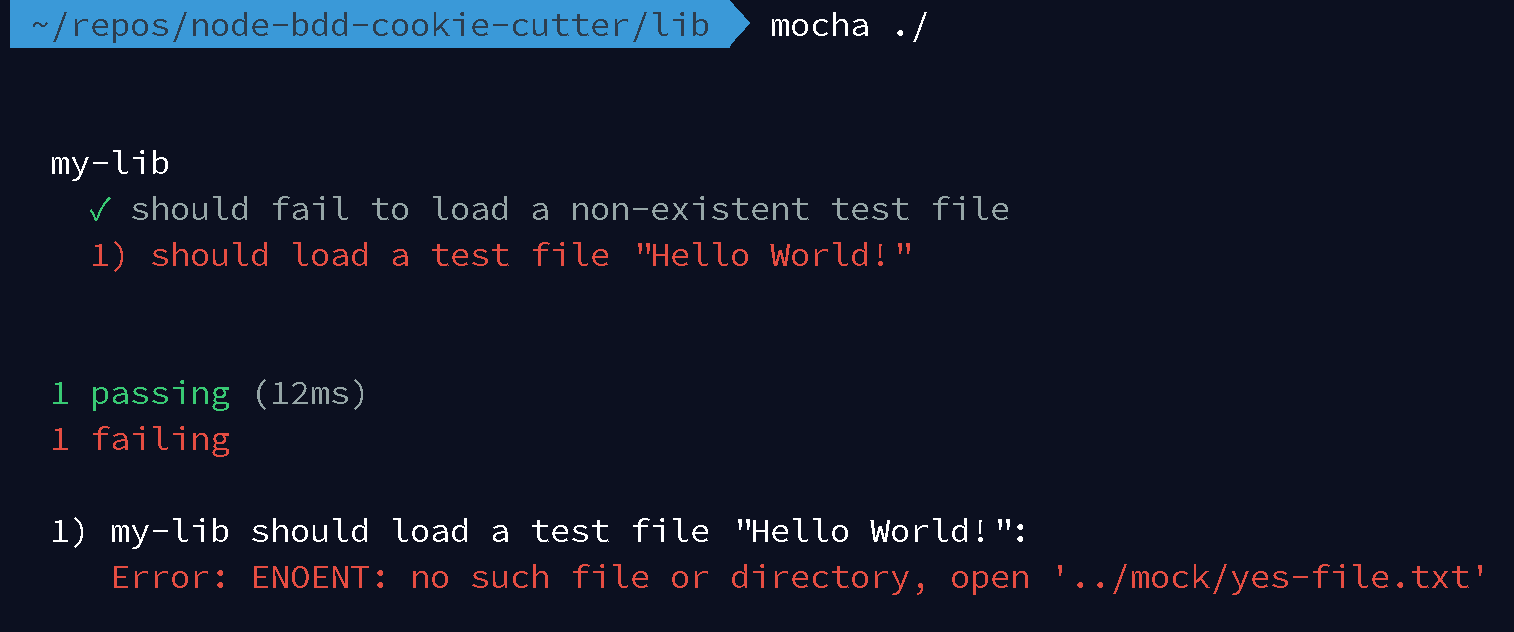 ~/repos/node-bdd-cookie-cutter/lib mocha ./
my-lib
✓ should fail to load a non-existent test file
1) should load a test file "Hello World!"
1 passing (12ms)
1 failing
1) my-lib should load a test file "Hello World!":
Error: ENOENT: no such file or directory, open '../mock/yes-file.txt'